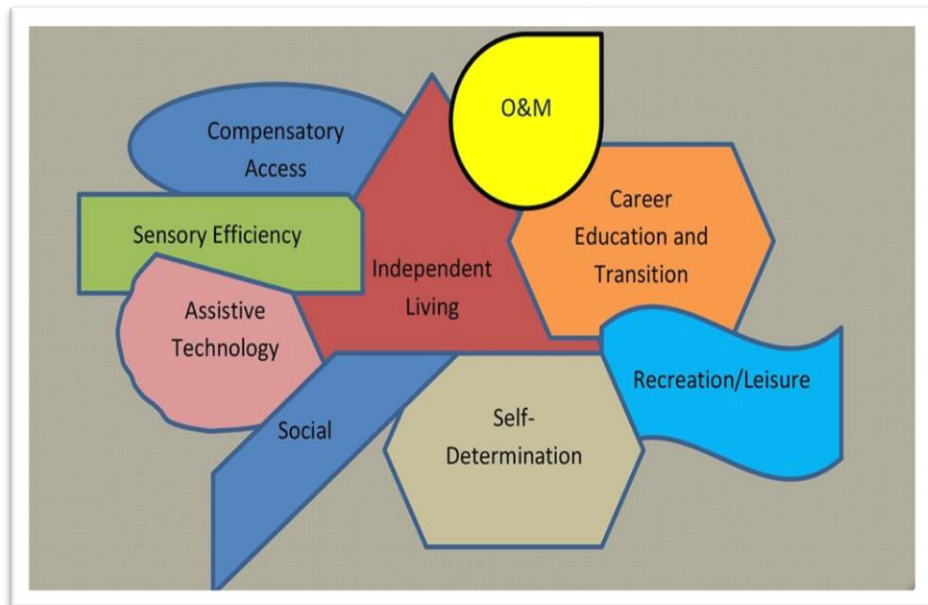 O&M
Compensatory
Access
Career
Education and
Transition
Sensory Efficiency
Independent
Living
Assistive
Technology
Recreation/Leisure
Social
Self-
Determination